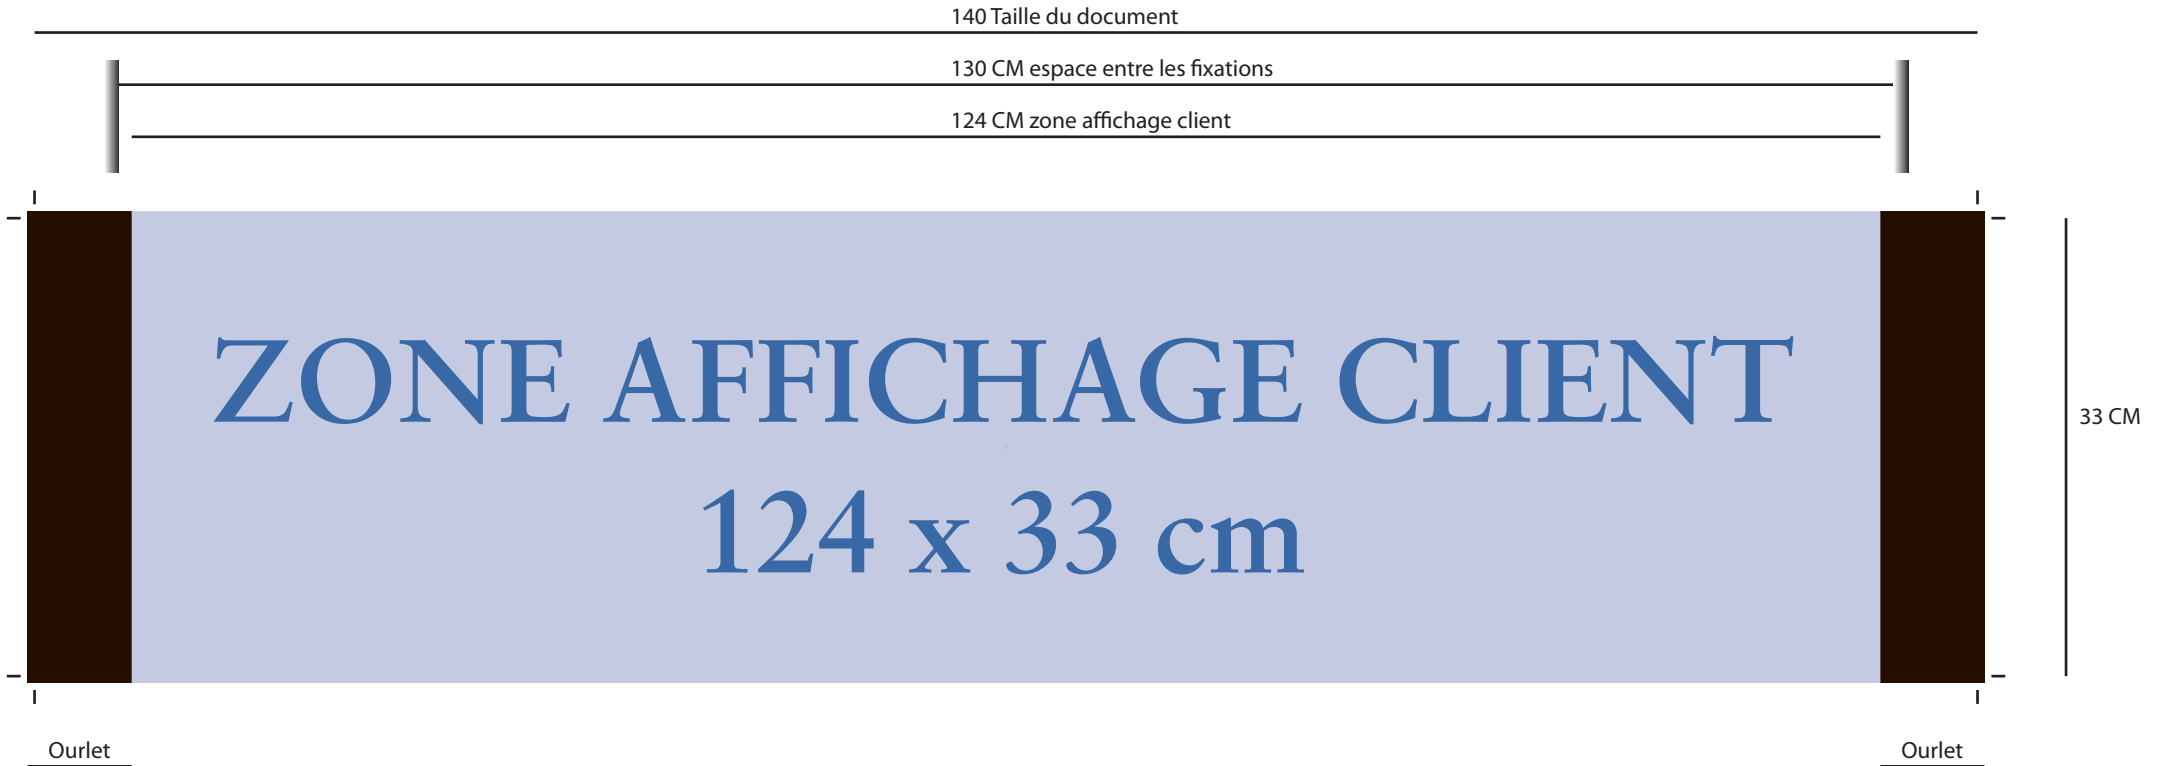 140 Taille du document
130 CM espace entre les fixations
124 CM zone affichage client
ZONE AFFICHAGE CLIENT
124 x 33 cm
33 CM
Ourlet
Ourlet